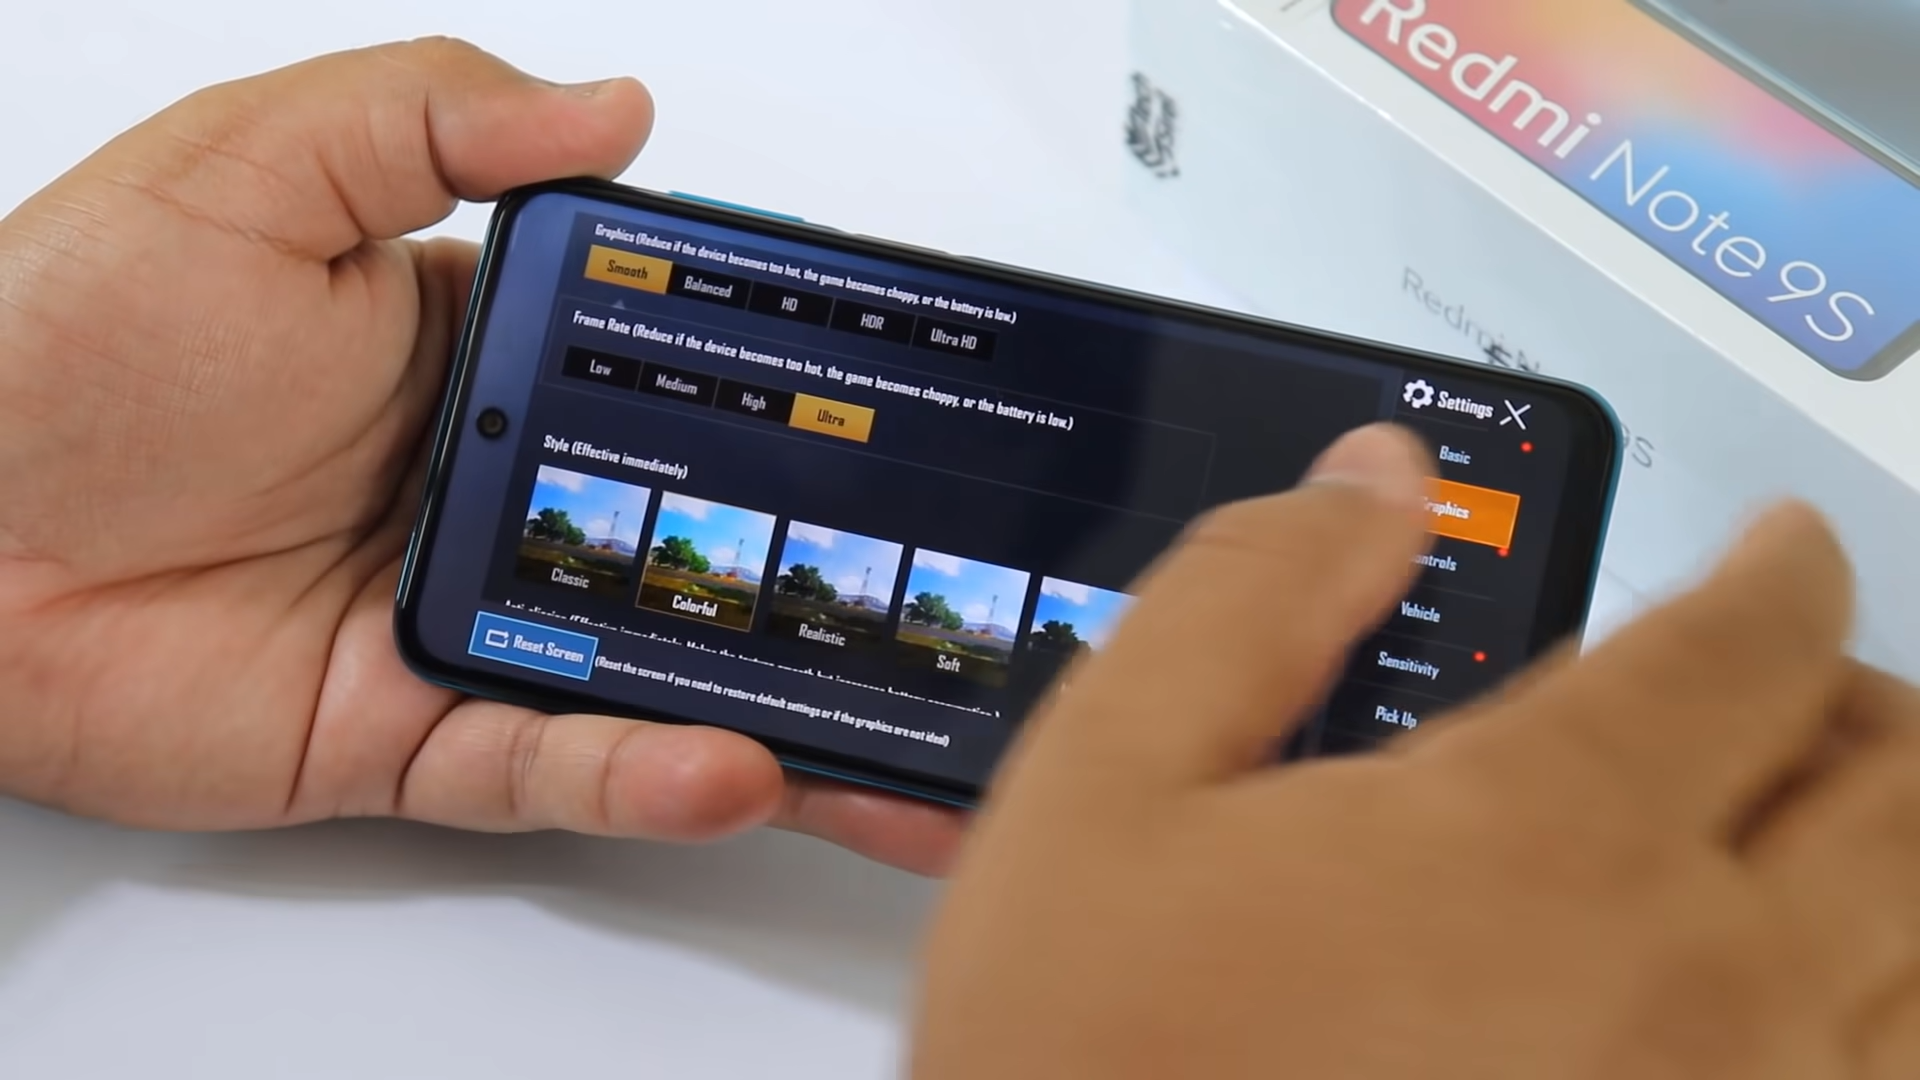 Redmi Note 9S
Graphics (Reduce if the device becomes too hot, the game becomes choppy, or the battery is low.)
Smooth
Balanced
HD
HDR
Ultra HD
Frame Rate (Reduce if the device becomes too hot, the game becomes choppy, or the battery is low.)
Low
Medium
High
Ultra
Style (Effective immediately)
Classic
Colorful
Realistic
Soft
Reset Screen
(Reset the screen if you need to restore default settings or if the graphics are not ideal)
Settings
Basic
Graphics
Controls
Vehicle
Sensitivity
Pick Up
Redmi N
9S